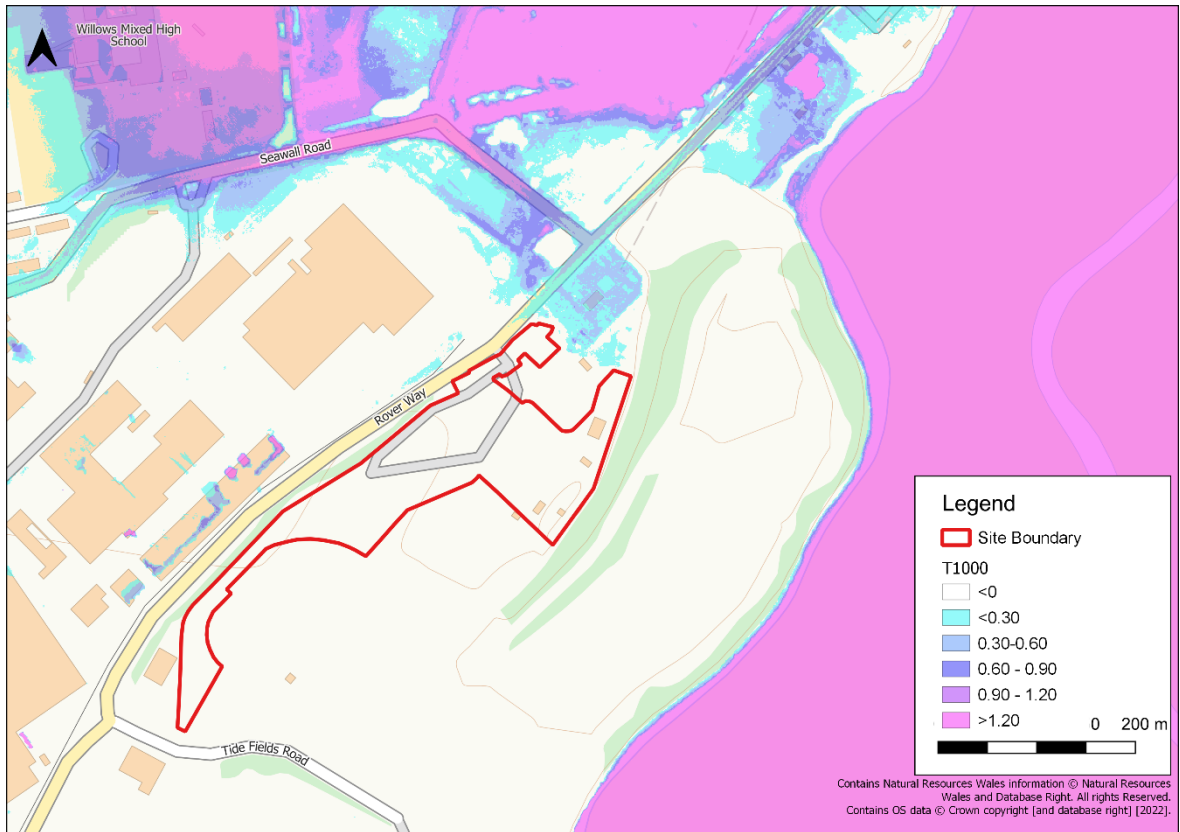 Willows Mixed High
School
Seawall Road
Rover Way
Tide Fields Road
Legend
Site Boundary
T1000
<0
<0.30
0.30-0.60
0.60 - 0.90
0.90 - 1.20
>1.20
0 200 m
Contains Natural Resources Wales information © Natural Resources
Wales and Database Right. All rights Reserved.
Contains OS data © Crown copyright [and database right] [2022].